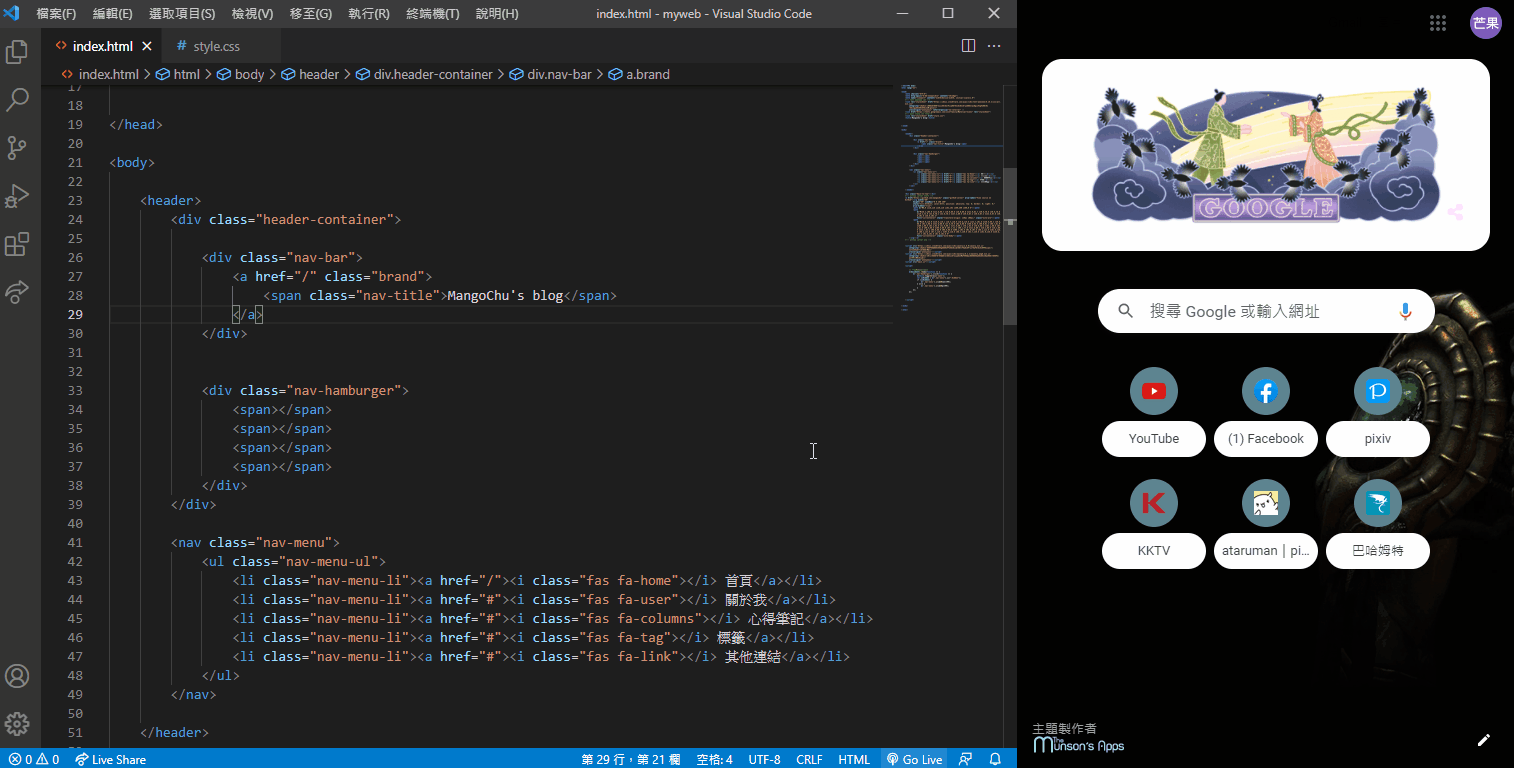 檔案(F) 編輯(E) 選取項目(S) 檢視(V) 移至(G) 執行(R) 終端機(T) 說明(H) index.html - myweb - Visual Studio Code
index.html
style.css
index.html > html > body > header > div.header-container > div.nav-bar > a.brand
17
18
19 </head>
20
21 <body>
22
23 <header>
24 <div class="header-container">
25
26 <div class="nav-bar">
27 <a href="/" class="brand">
28 <span class="nav-title">MangoChu's blog</span>
29 </a>
30 </div>
31
32
33 <div class="nav-hamburger">
34 <span></span>
35 <span></span>
36 <span></span>
37 <span></span>
38 </div>
39 </div>
40
41 <nav class="nav-menu">
42 <ul class="nav-menu-ul">
43 <li class="nav-menu-li"><a href="/"><i class="fas fa-home"></i> 首頁</a></li>
44 <li class="nav-menu-li"><a href="#"><i class="fas fa-user"></i> 關於我</a></li>
45 <li class="nav-menu-li"><a href="#"><i class="fas fa-columns"></i> 心得筆記</a></li>
46 <li class="nav-menu-li"><a href="#"><i class="fas fa-tag"></i> 標籤</a></li>
47 <li class="nav-menu-li"><a href="#"><i class="fas fa-link"></i> 其他連結</a></li>
48 </ul>
49 </nav>
50
51 </header>
0 0 Live Share 第 29 行，第 21 欄 空格: 4 UTF-8 CRLF HTML Go Live
芒果
GOOGLE
搜尋 Google 或輸入網址
YouTube
(1) Facebook
pixiv
KKTV
ataruman｜pi...
巴哈姆特
主題製作者
The Munson's Apps